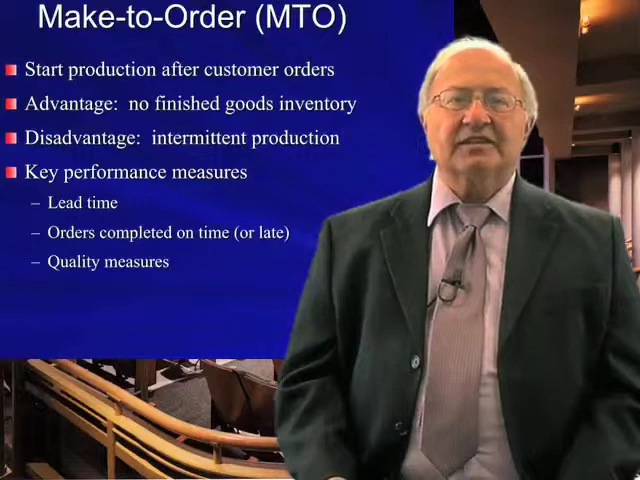 Make-to-Order (MTO)
Start production after customer orders
Advantage: no finished goods inventory
Disadvantage: intermittent production
Key performance measures
– Lead time
– Orders completed on time (or late)
– Quality measures